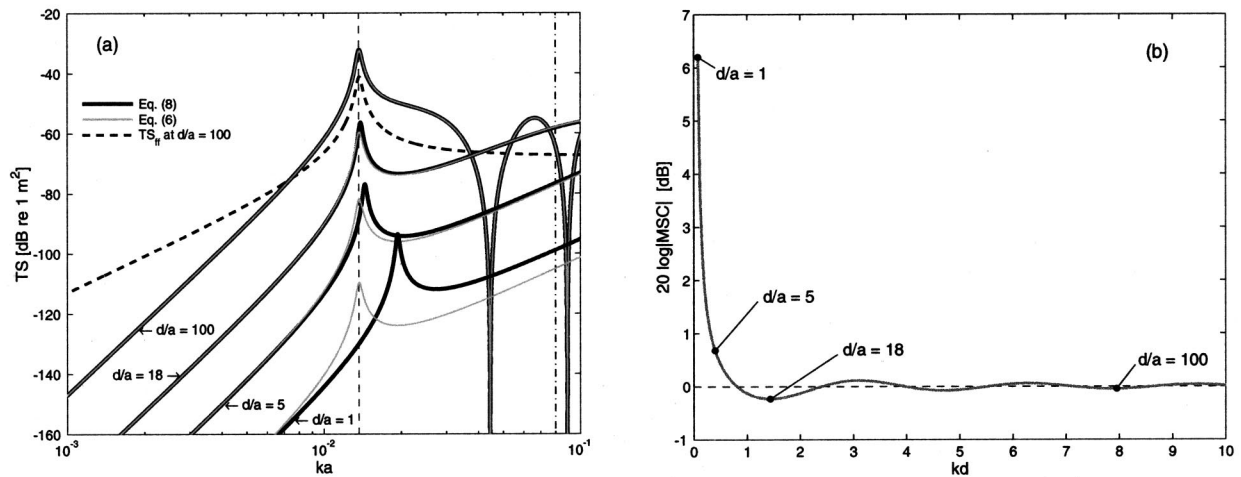 (a)
TS [dB re 1 m²]
-20
-40
-60
-80
-100
-120
-140
-160
Eq. (8)
Eq. (6)
TS_ff at d/a = 100
d/a = 100
d/a = 18
d/a = 5
d/a = 1
10⁻³
10⁻²
10⁻¹
ka
(b)
20 log|MSC| [dB]
7
6
5
4
3
2
1
0
-1
d/a = 1
d/a = 5
d/a = 18
d/a = 100
0 1 2 3 4 5 6 7 8 9 10
kd